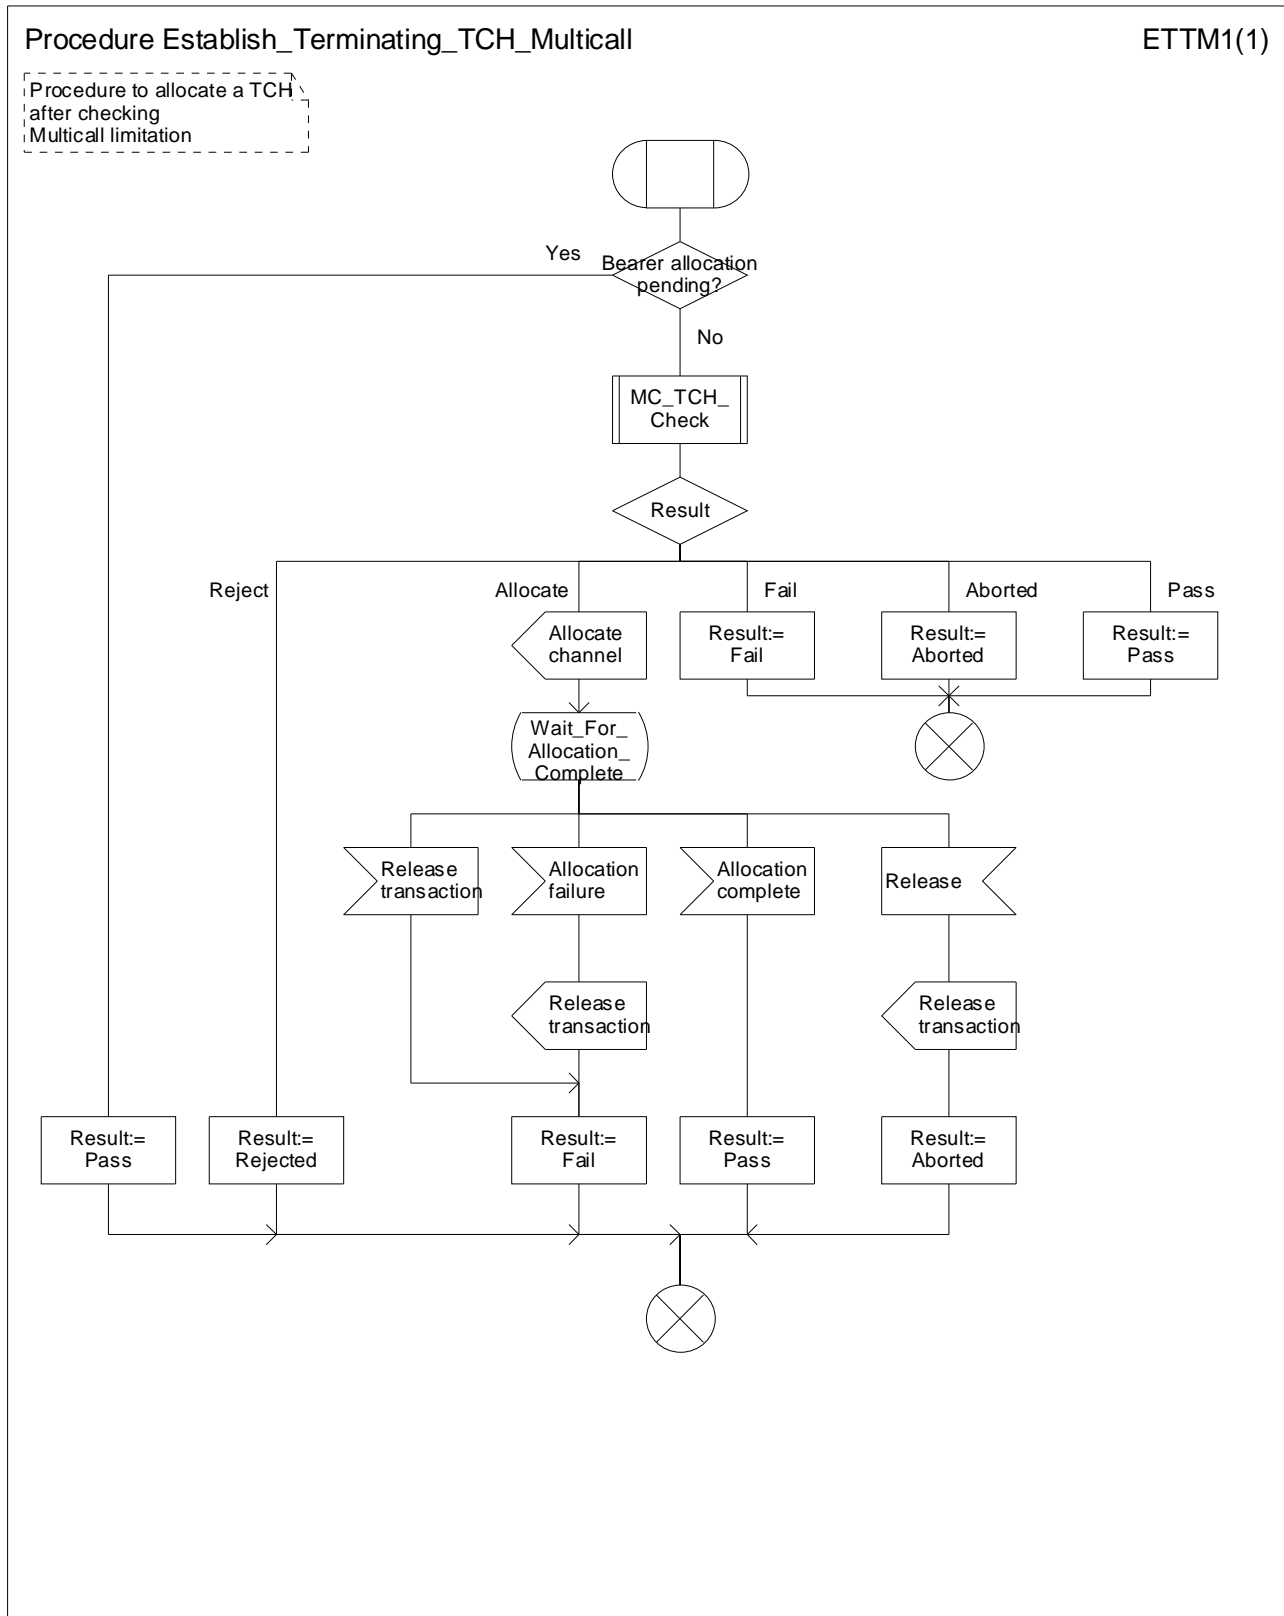 Procedure Establish_Terminating_TCH_Multicall
ETTM1(1)
Procedure to allocate a TCH
after checking
Multicall limitation
Yes
Bearer allocation
pending?
No
MC_TCH_
Check
Result
Reject
Allocate
Fail
Aborted
Pass
Allocate
channel
Result:=
Fail
Result:=
Aborted
Result:=
Pass
Wait_For_
Allocation_
Complete
Release
transaction
Allocation
failure
Allocation
complete
Release
Release
transaction
Release
transaction
Result:=
Pass
Result:=
Rejected
Result:=
Fail
Result:=
Pass
Result:=
Aborted